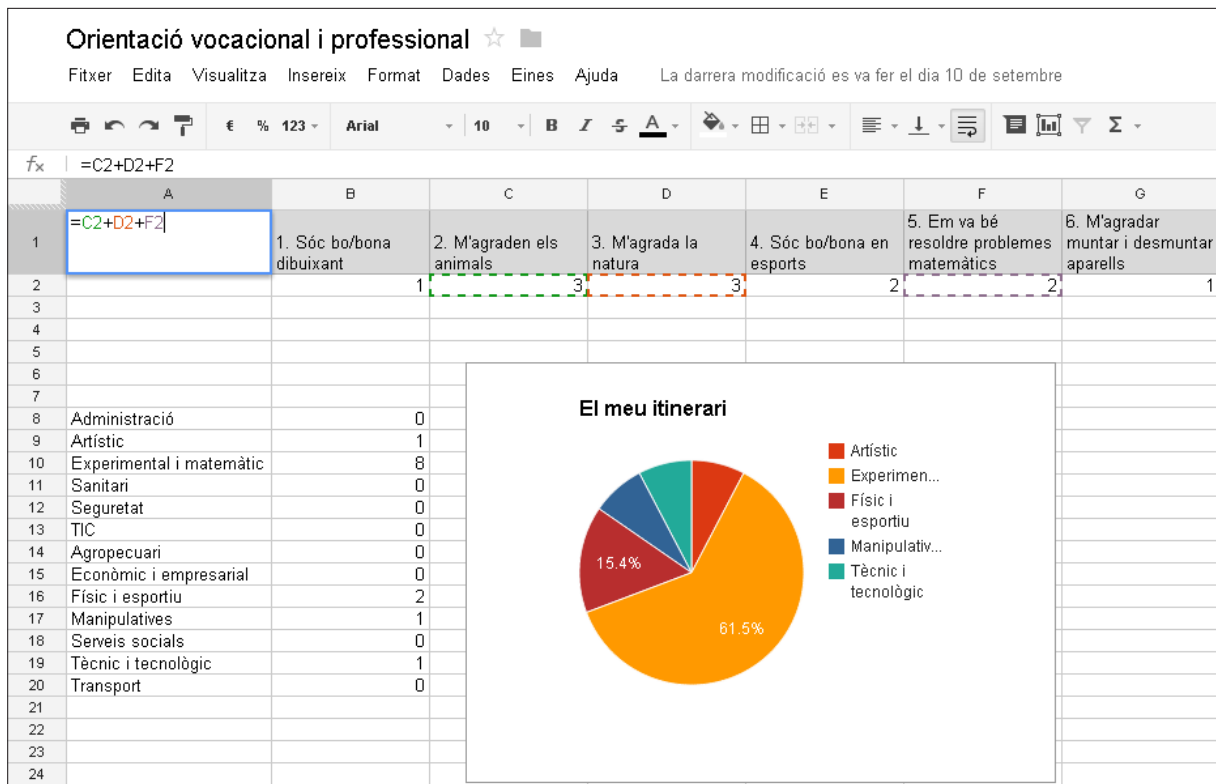 Orientació vocacional i professional
Fitxer Edita Visualitza Insereix Format Dades Eines Ajuda La darrera modificació es va fer el dia 10 de setembre
€ % 123 Arial 10 B I S A Σ
fx =C2+D2+F2
A B C D E F G
1 =C2+D2+F2
1. Sóc bo/bona
dibuixant
2. M'agraden els
animals
3. M'agrada la
natura
4. Sóc bo/bona en
esports
5. Em va bé
resoldre problemes
matemàtics
6. M'agradar
muntar i desmuntar
aparells
2 1 3 3 2 2 1
3
4
5
6
7
8 Administració 0
9 Artístic 1
10 Experimental i matemàtic 8
11 Sanitari 0
12 Seguretat 0
13 TIC 0
14 Agropecuari 0
15 Econòmic i empresarial 0
16 Físic i esportiu 2
17 Manipulatives 1
18 Serveis socials 0
19 Tècnic i tecnològic 1
20 Transport 0
21
22
23
24
El meu itinerari
15.4%
61.5%
Artístic
Experimen...
Físic i
esportiu
Manipulativ...
Tècnic i
tecnològic